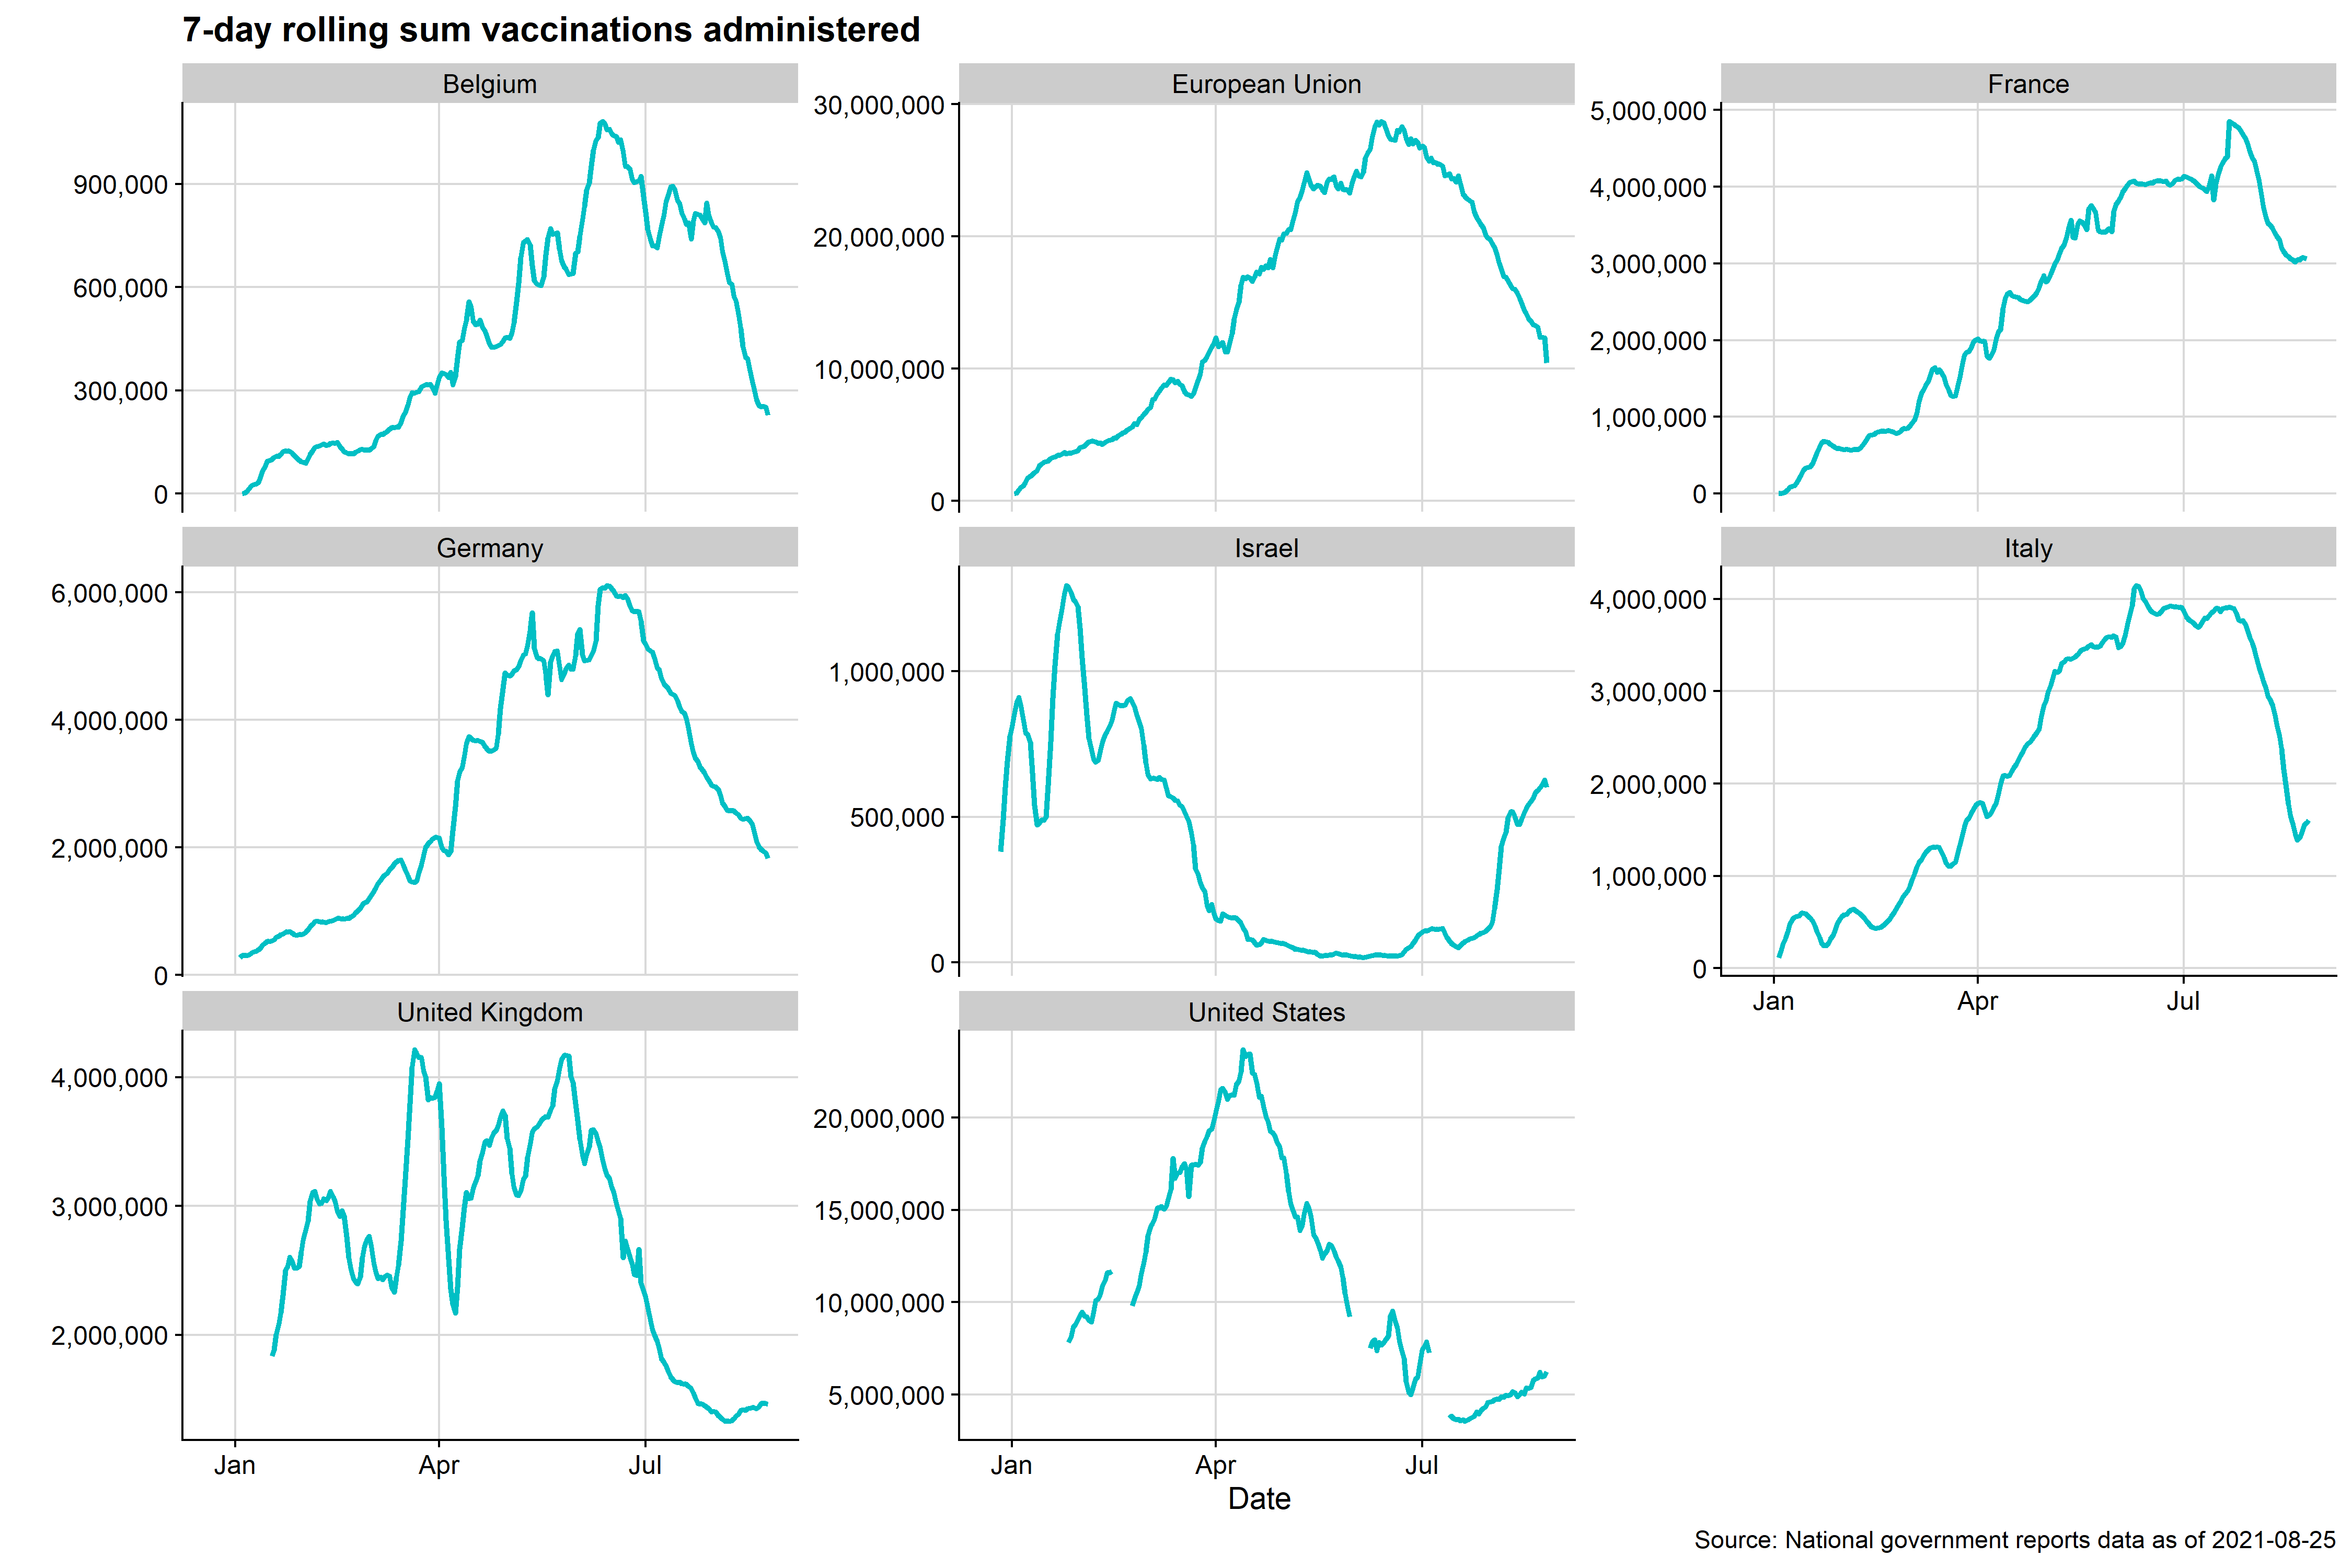 7-day rolling sum vaccinations administered
Belgium
European Union
France
900,000
600,000
300,000
0
30,000,000
20,000,000
10,000,000
0
5,000,000
4,000,000
3,000,000
2,000,000
1,000,000
0
Germany
Israel
Italy
6,000,000
4,000,000
2,000,000
0
1,000,000
500,000
0
4,000,000
3,000,000
2,000,000
1,000,000
0
Jan Apr Jul
United Kingdom
United States
4,000,000
3,000,000
2,000,000
20,000,000
15,000,000
10,000,000
5,000,000
Jan Apr Jul
Jan Apr Jul
Date
Source: National government reports data as of 2021-08-25